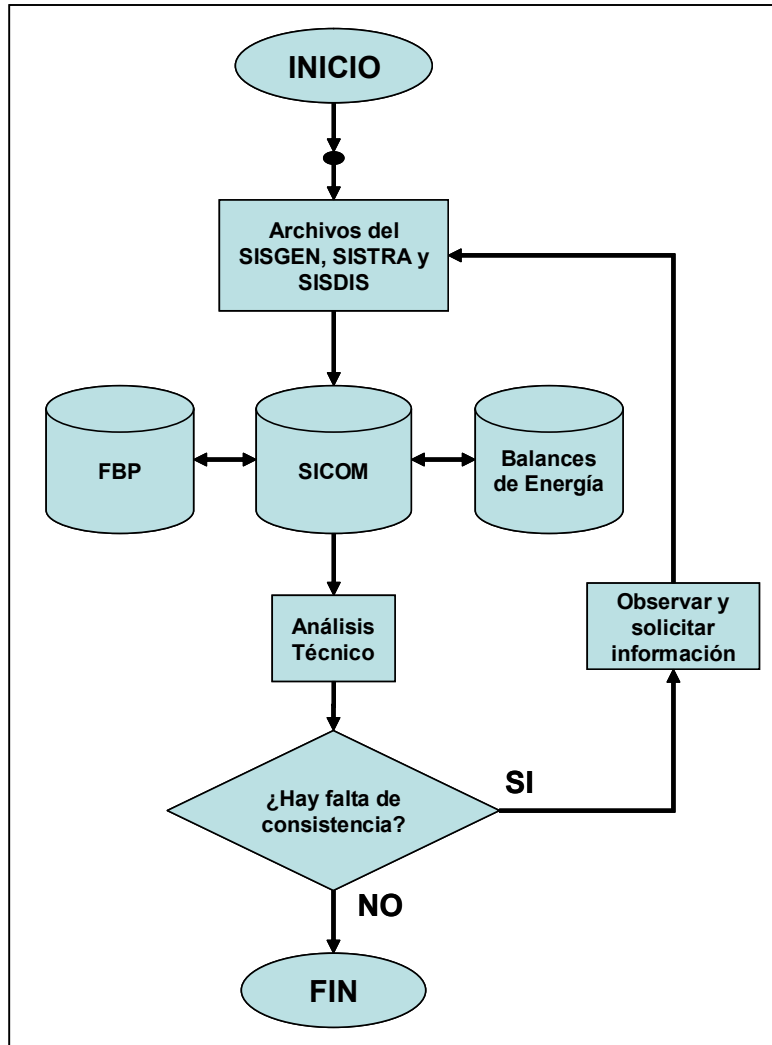 INICIO
Archivos del
SISGEN, SISTRA y
SISDIS
FBP
SICOM
Balances
de Energía
Análisis
Técnico
Observar y
solicitar
información
¿Hay falta de
consistencia?
SI
NO
FIN